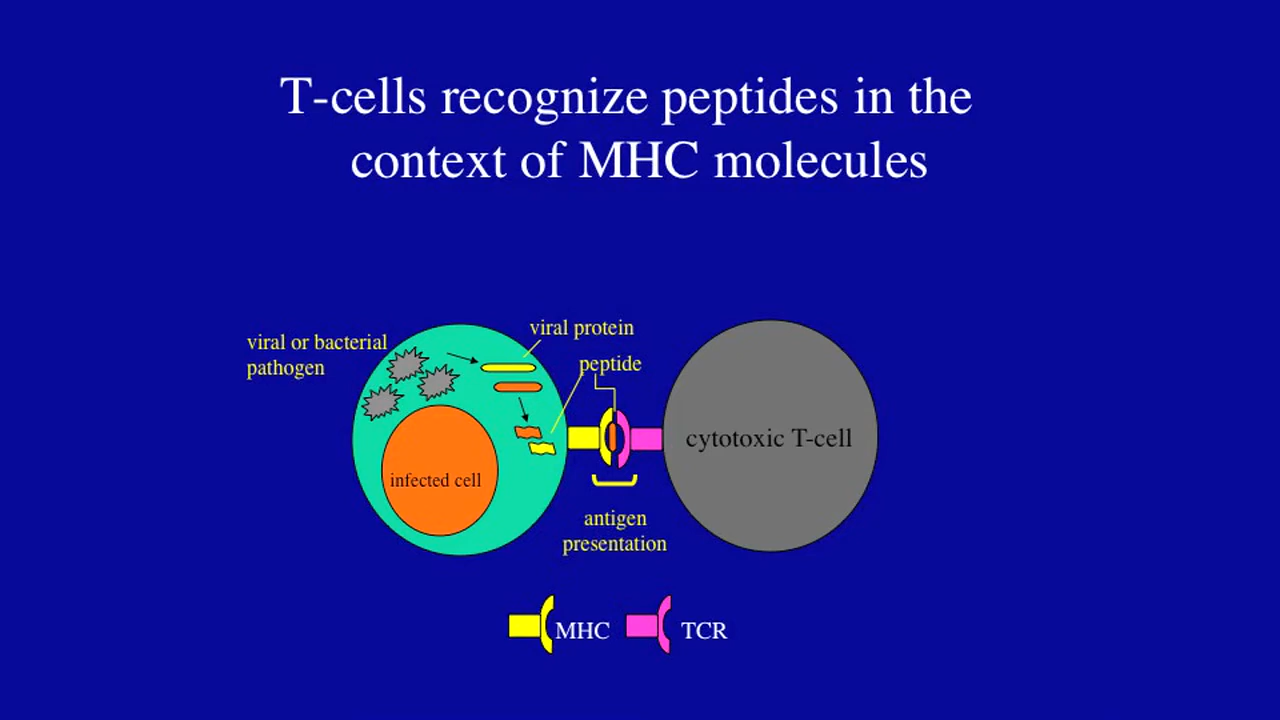 T-cells recognize peptides in the
context of MHC molecules
viral or bacterial
pathogen
viral protein
peptide
infected cell
cytotoxic T-cell
antigen
presentation
MHC
TCR